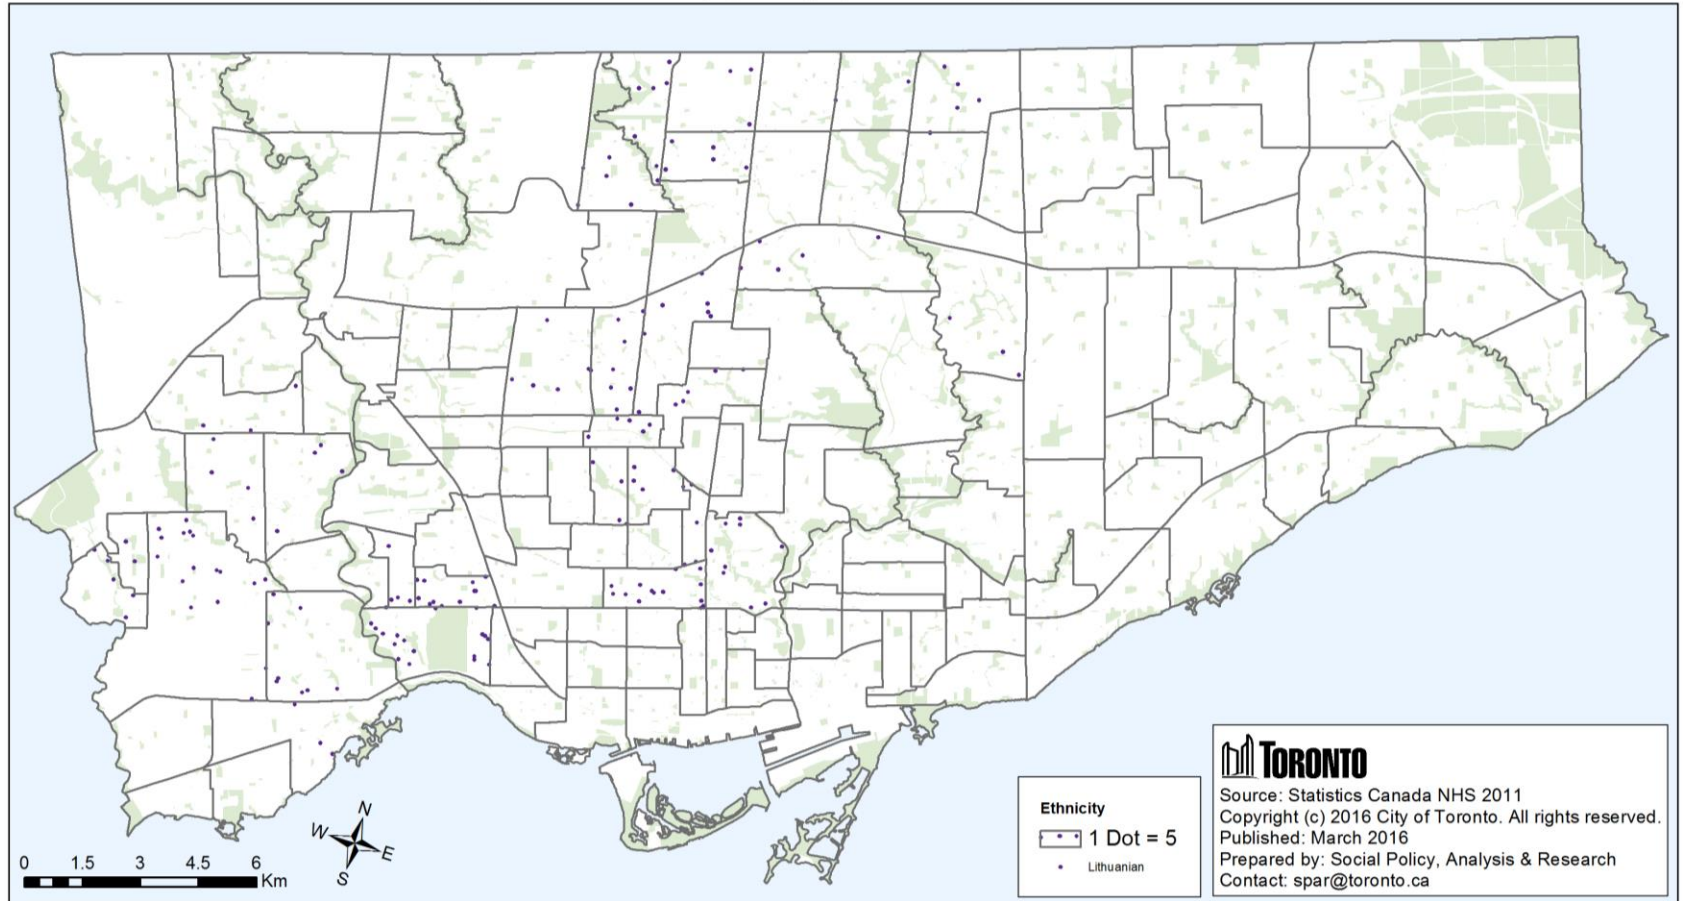 N
W
E
S
0 1.5 3 4.5 6
Km
Ethnicity
1 Dot = 5
Lithuanian
TORONTO
Source: Statistics Canada NHS 2011
Copyright (c) 2016 City of Toronto. All rights reserved.
Published: March 2016
Prepared by: Social Policy, Analysis & Research
Contact: spar@toronto.ca